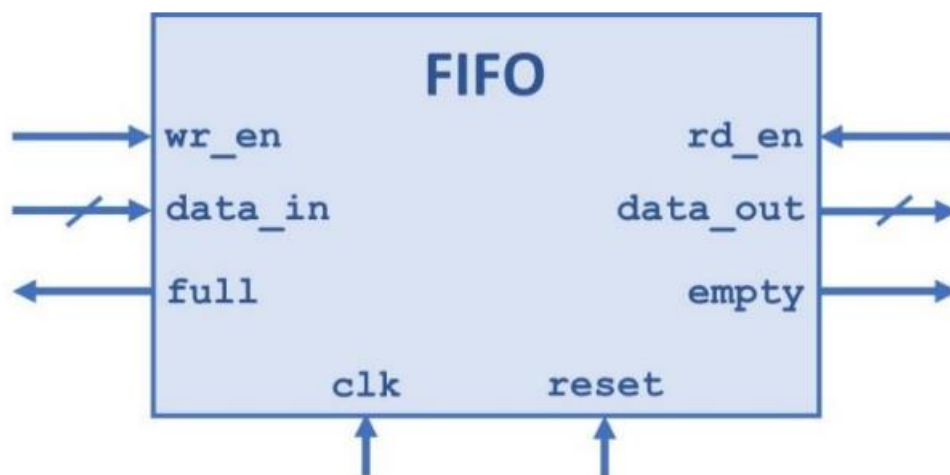 FIFO
wr_en rd_en
data_in data_out
full empty
clk reset